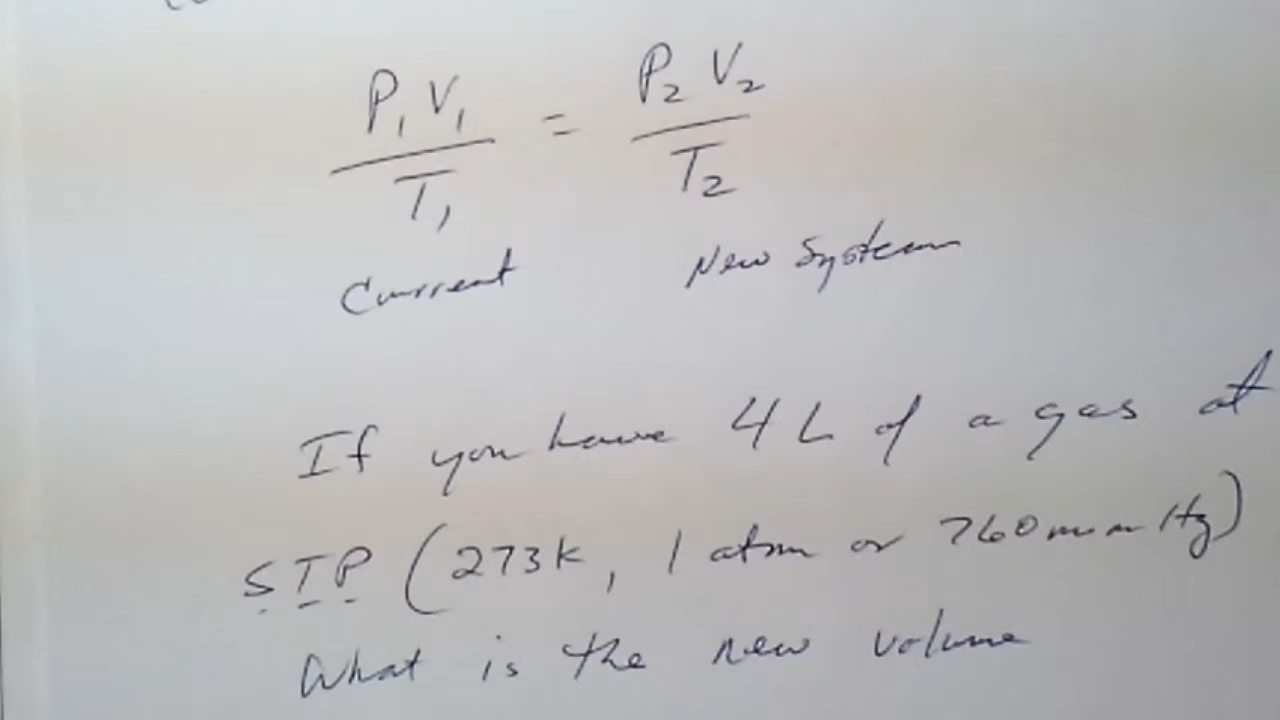 P₁ V₁ / T₁ = P₂ V₂ / T₂
Current New System
If you have 4 L of a gas at
STP (273K, 1 atm or 760 mm Hg)
What is the new volume